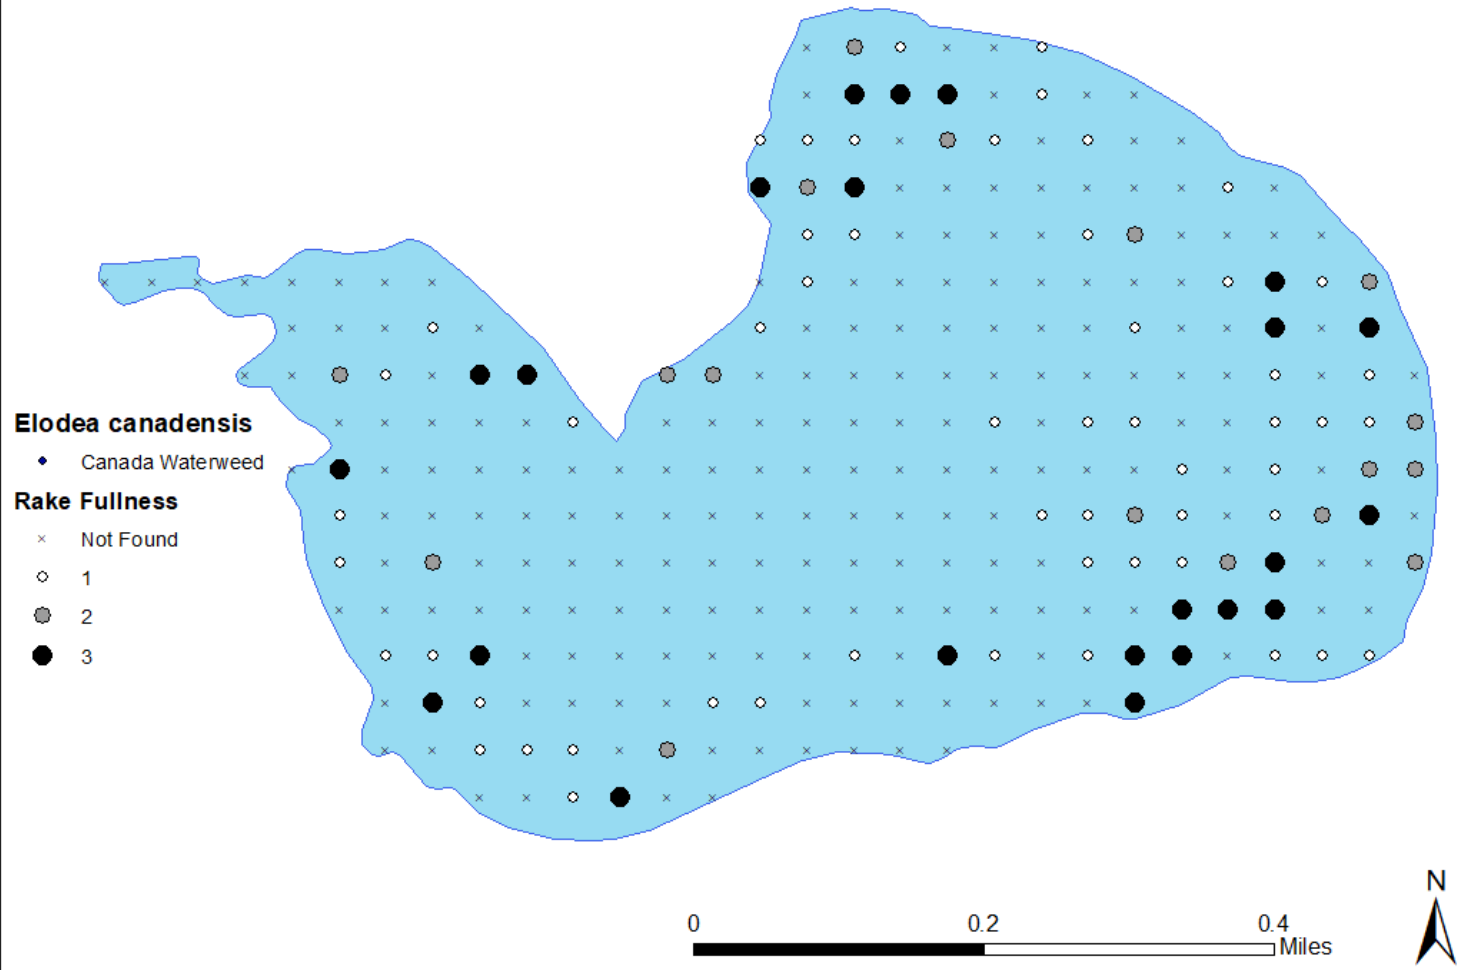 Elodea canadensis
Canada Waterweed
Rake Fullness
Not Found
1
2
3
N
0 0.2 0.4
Miles